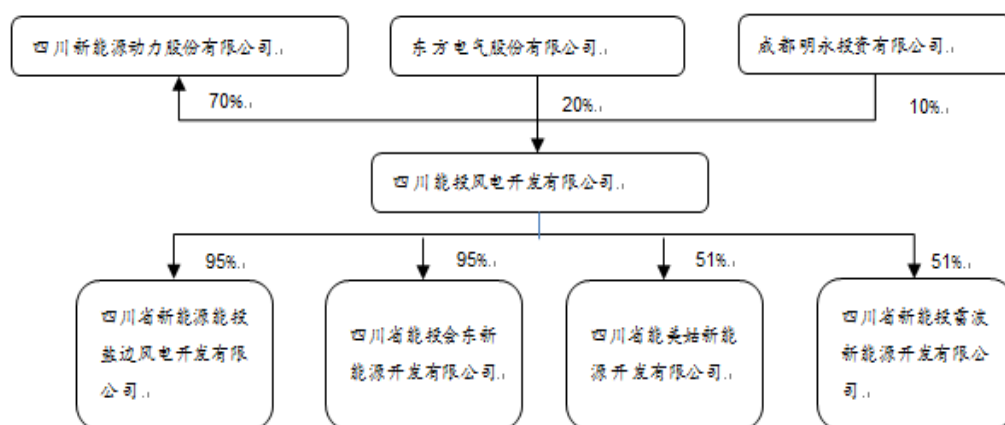 四川新能源动力股份有限公司
东方电气股份有限公司
成都明永投资有限公司
70%
20%
10%
四川能投风电开发有限公司
95%
95%
51%
51%
四川省新能源能投
盐边风电开发有限
公司
四川省能投会东新
能源开发有限公司
四川省能美姑新能
源开发有限公司
四川省新能投雷波
新能源开发有限公
司